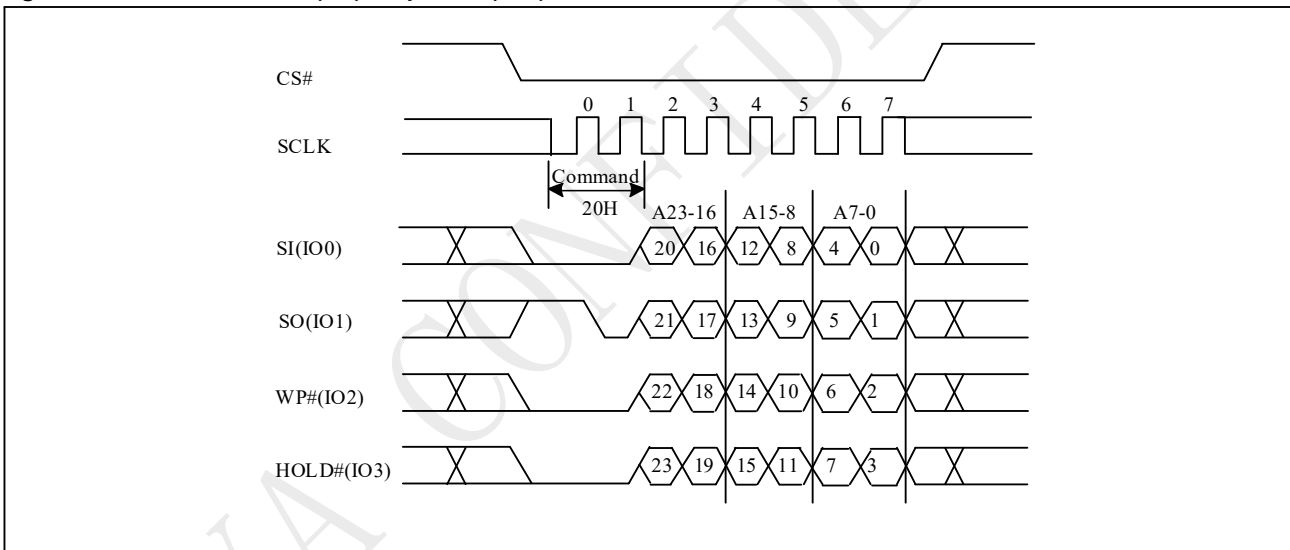 CS#
0 1 2 3 4 5 6 7
SCLK
Command
20H
A23-16 A15-8 A7-0
SI(IO0) 20 16 12 8 4 0
SO(IO1) 21 17 13 9 5 1
WP#(IO2) 22 18 14 10 6 2
HOLD#(IO3) 23 19 15 11 7 3